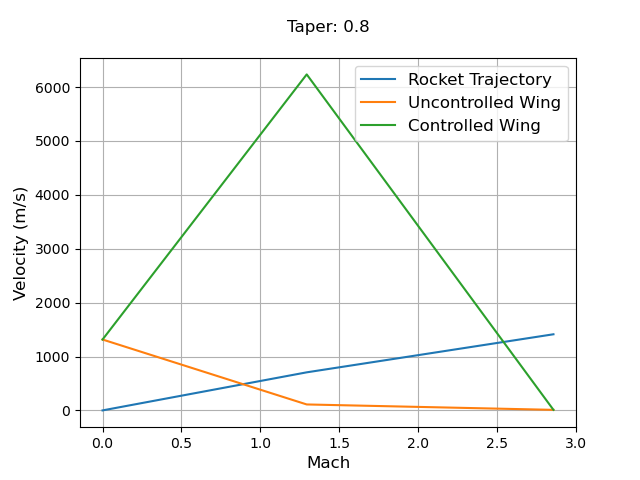 Taper: 0.8
Rocket Trajectory
Uncontrolled Wing
Controlled Wing
Velocity (m/s)
6000
5000
4000
3000
2000
1000
0
0.0 0.5 1.0 1.5 2.0 2.5 3.0
Mach